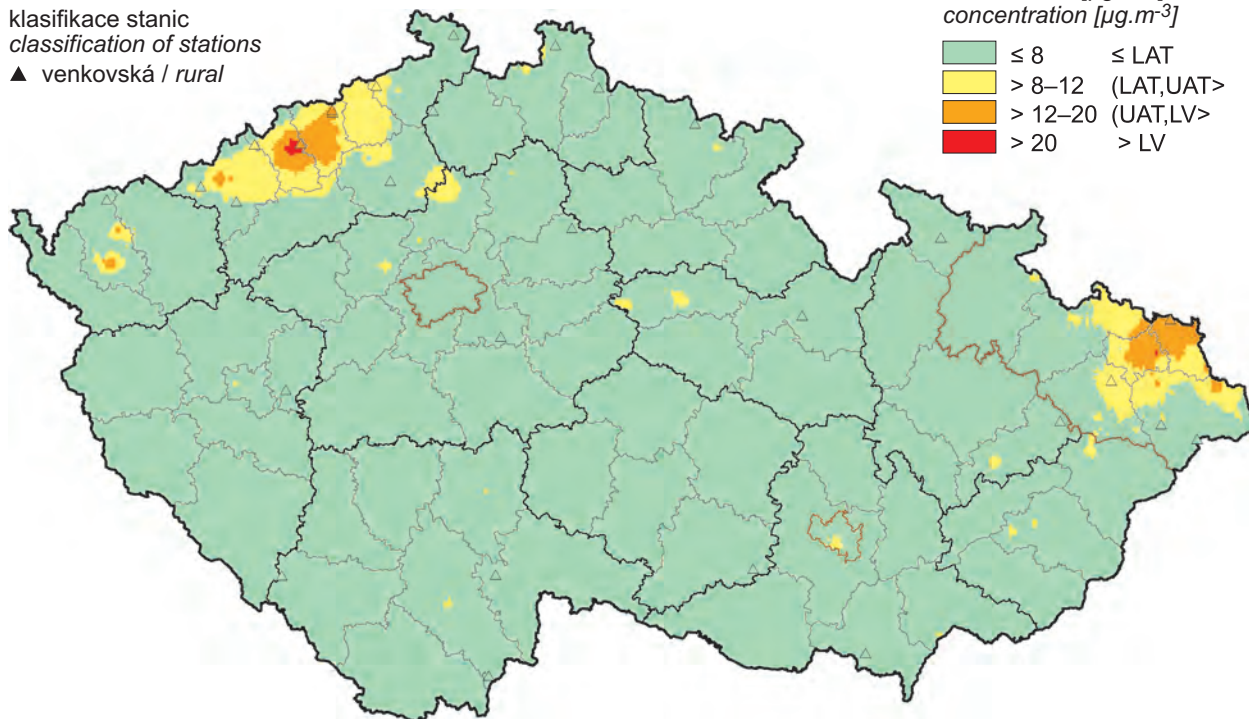 klasifikace stanic
classification of stations
▲ venkovská / rural
concentration [µg.m-3]
≤ 8 ≤ LAT
> 8–12 (LAT,UAT>
> 12–20 (UAT,LV>
> 20 > LV